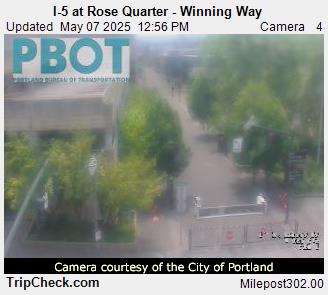 I-5 at Rose Quarter - Winning Way
Updated May 07 2025 12:56 PM Camera 4
PBOT
PORTLAND BUREAU OF TRANSPORTATION
Camera courtesy of the City of Portland
TripCheck.com Milepost302.00